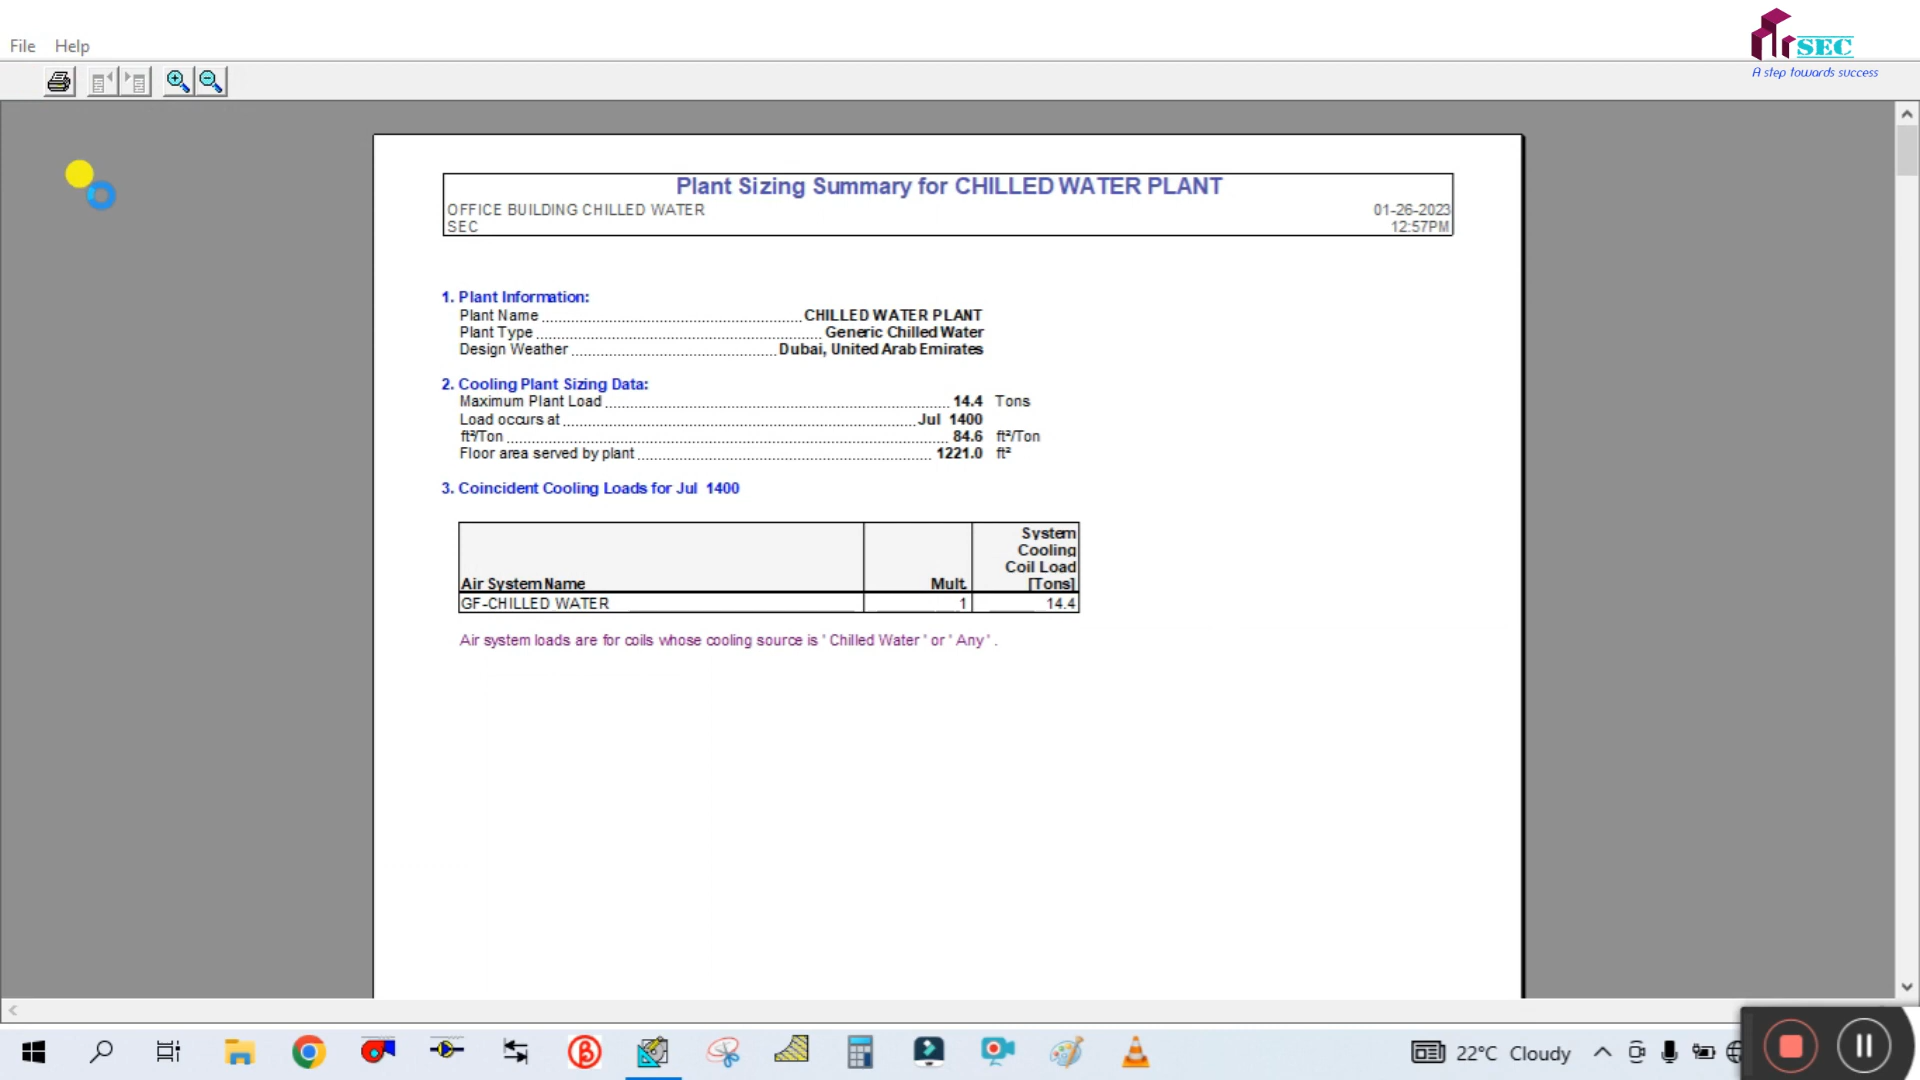 SEC
A step towards success
File Help
Plant Sizing Summary for CHILLED WATER PLANT
OFFICE BUILDING CHILLED WATER 01-26-2023
SEC 12:57PM
1. Plant Information:
Plant Name CHILLED WATER PLANT
Plant Type Generic Chilled Water
Design Weather Dubai, United Arab Emirates
2. Cooling Plant Sizing Data:
Maximum Plant Load 14.4 Tons
Load occurs at Jul 1400
ft²/Ton 84.6 ft²/Ton
Floor area served by plant 1221.0 ft²
3. Coincident Cooling Loads for Jul 1400
System
Cooling
Coil Load
Air System Name Mult. [Tons]
GF-CHILLED WATER 1 14.4
Air system loads are for coils whose cooling source is ' Chilled Water ' or ' Any ' .
22°C Cloudy